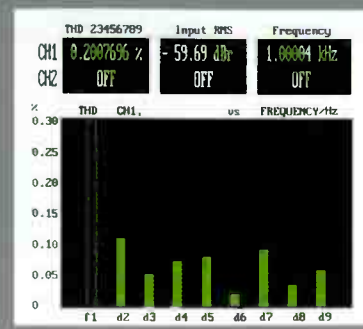 THD 23456789 Input RMS Frequency
CH1 0.2007696 % - 59.69 dBr 1.00004 kHz
CH2 OFF OFF OFF
% THD CH1. vs FREQUENCY/Hz
0.30
0.25
0.20
0.15
0.10
0.05
0
f1 d2 d3 d4 d5 d6 d7 d8 d9